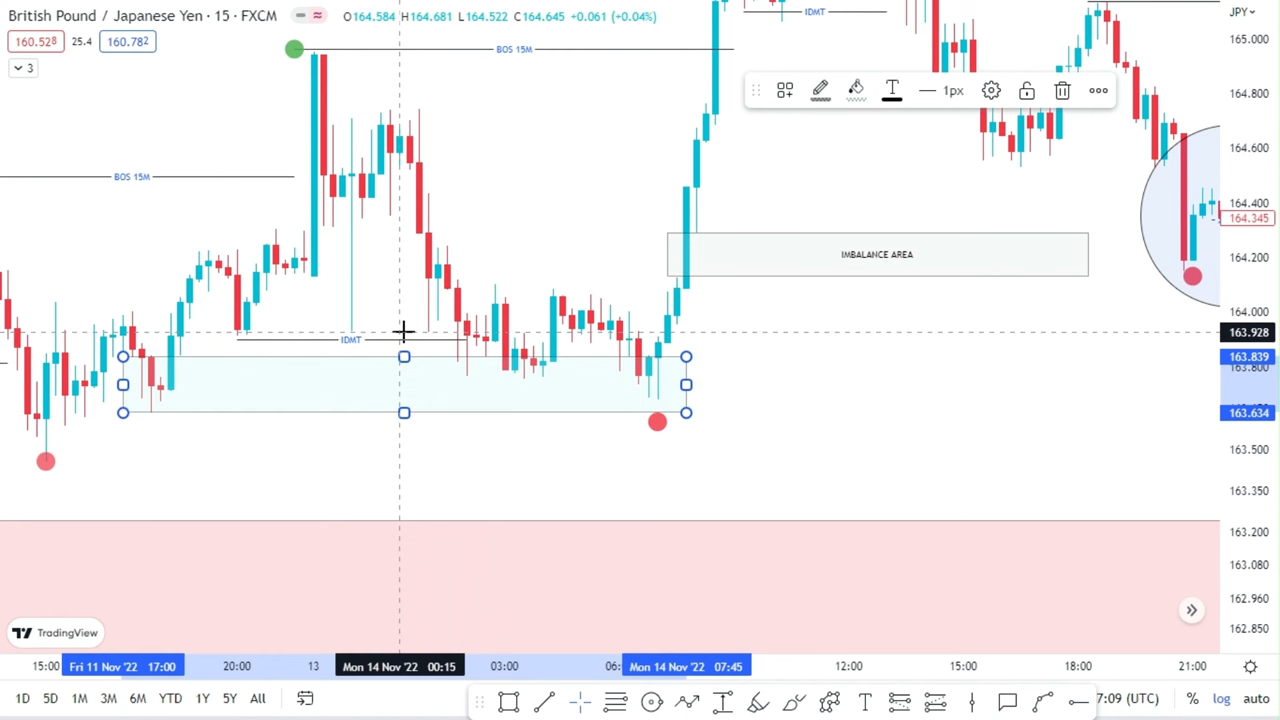 British Pound / Japanese Yen · 15 · FXCM
O164.584 H164.681 L164.522 C164.645 +0.061 (+0.04%)
JPY
160.528 25.4 160.782
3
BOS 15M
IDMT
1px
BOS 15M
IMBALANCE AREA
IDMT
165.000
164.800
164.600
164.400
164.345
164.200
164.000
163.928
163.839
163.800
163.634
163.500
163.350
163.200
163.080
162.960
162.850
TradingView
15:00 Fri 11 Nov '22 17:00 20:00 13 Mon 14 Nov '22 00:15 03:00 06: Mon 14 Nov '22 07:45 12:00 15:00 18:00 21:00
1D 5D 1M 3M 6M YTD 1Y 5Y All
7:09 (UTC) % log auto